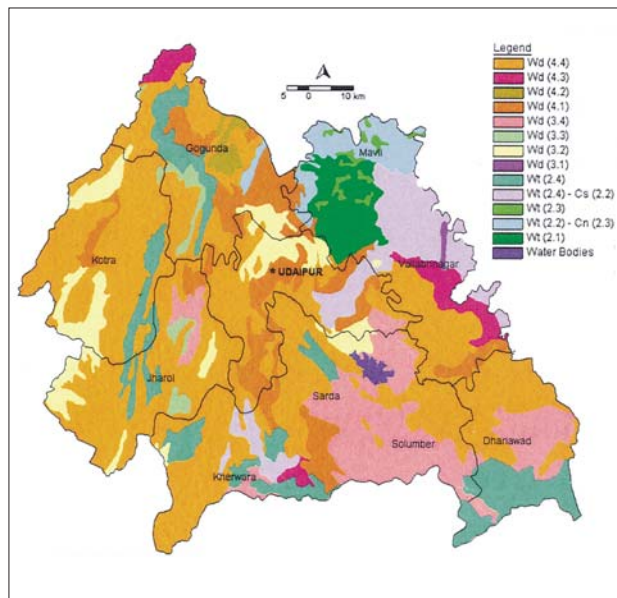 Legend
Wd (4.4)
Wd (4.3)
Wd (4.2)
Wd (4.1)
Wd (3.4)
Wd (3.3)
Wd (3.2)
Wd (3.1)
Wt (2.4)
Wt (2.4) - Cs (2.2)
Wt (2.3)
Wt (2.2) - Cn (2.3)
Wt (2.1)
Water Bodies
5 0 10 km
Gogunda
Mavli
Kotra
UDAIPUR
Jharol
Sarda
Solumber
Kherwara